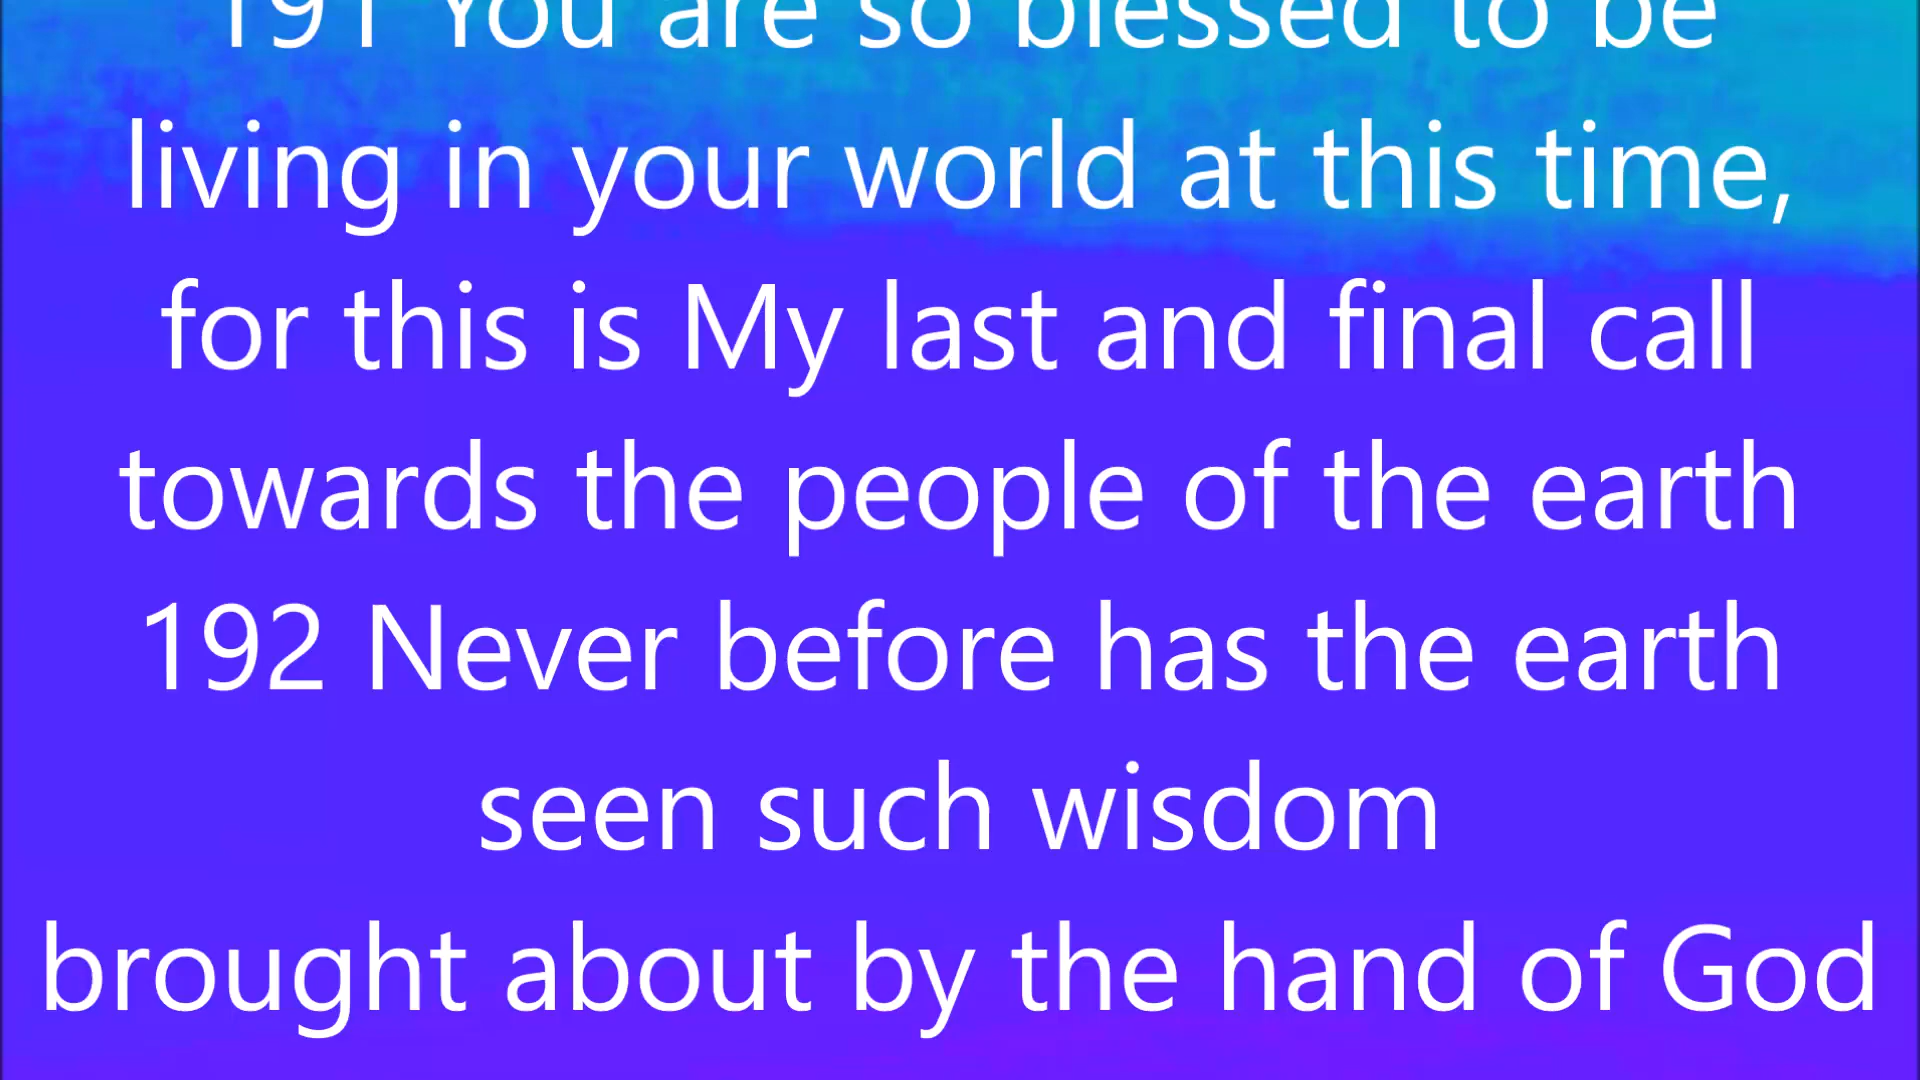 191 You are so blessed to be
living in your world at this time,
for this is My last and final call
towards the people of the earth
192 Never before has the earth
seen such wisdom
brought about by the hand of God